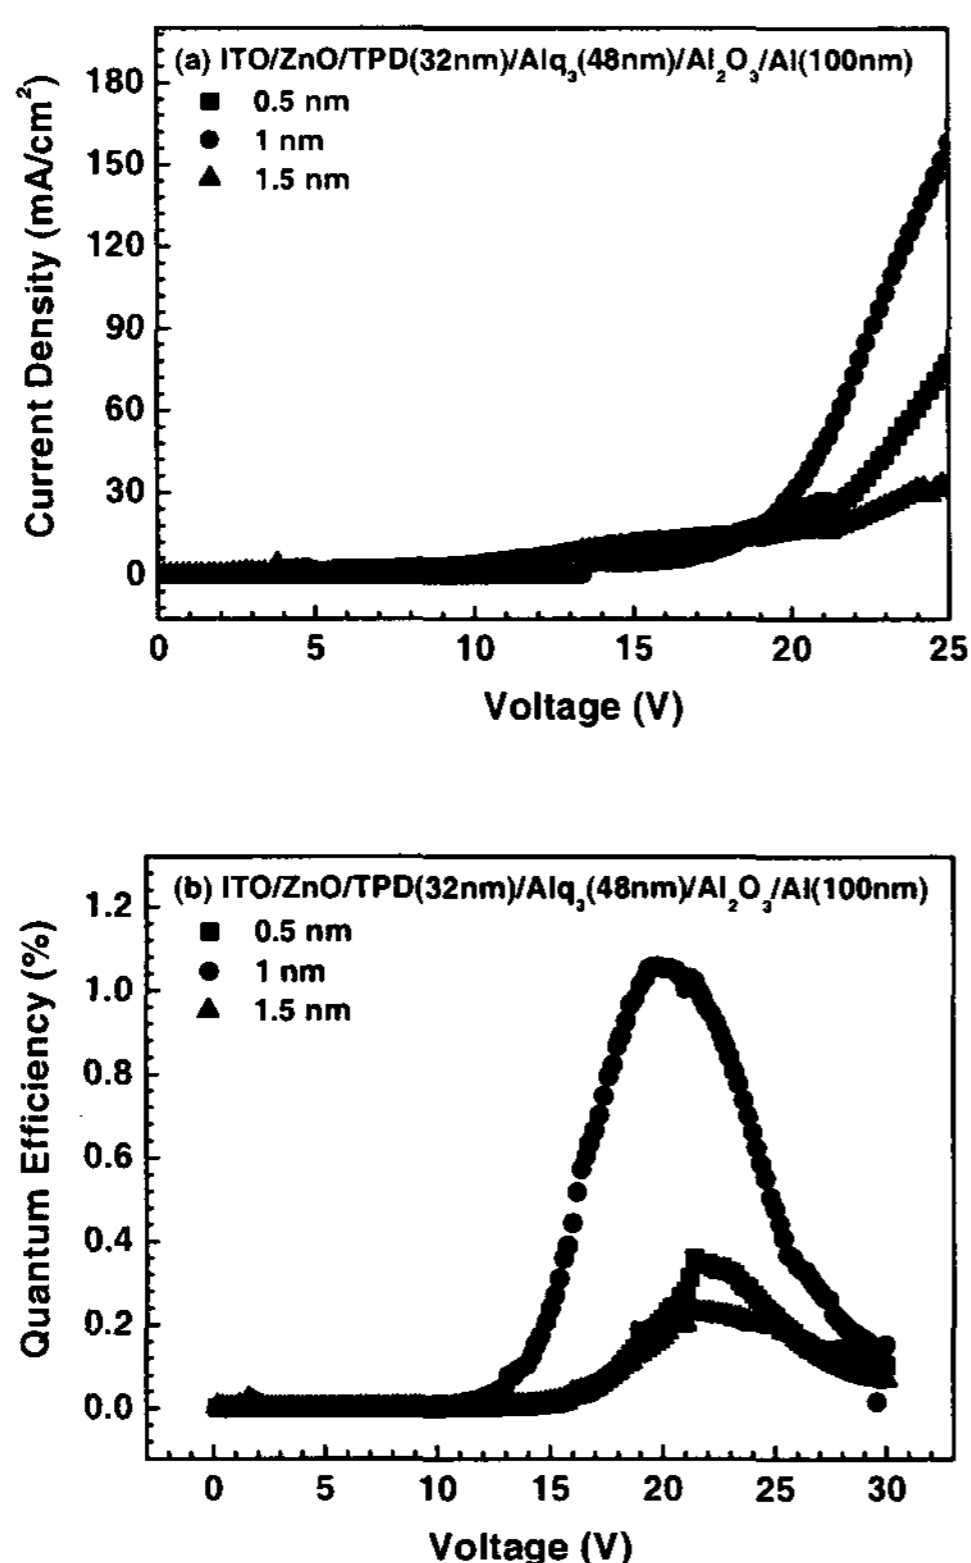 (a) ITO/ZnO/TPD(32nm)/Alq₃(48nm)/Al₂O₃/Al(100nm)
0.5 nm
1 nm
1.5 nm
Current Density (mA/cm²)
180
150
120
90
60
30
0
0 5 10 15 20 25
Voltage (V)
(b) ITO/ZnO/TPD(32nm)/Alq₃(48nm)/Al₂O₃/Al(100nm)
0.5 nm
1 nm
1.5 nm
Quantum Efficiency (%)
1.2
1.0
0.8
0.6
0.4
0.2
0.0
0 5 10 15 20 25 30
Voltage (V)